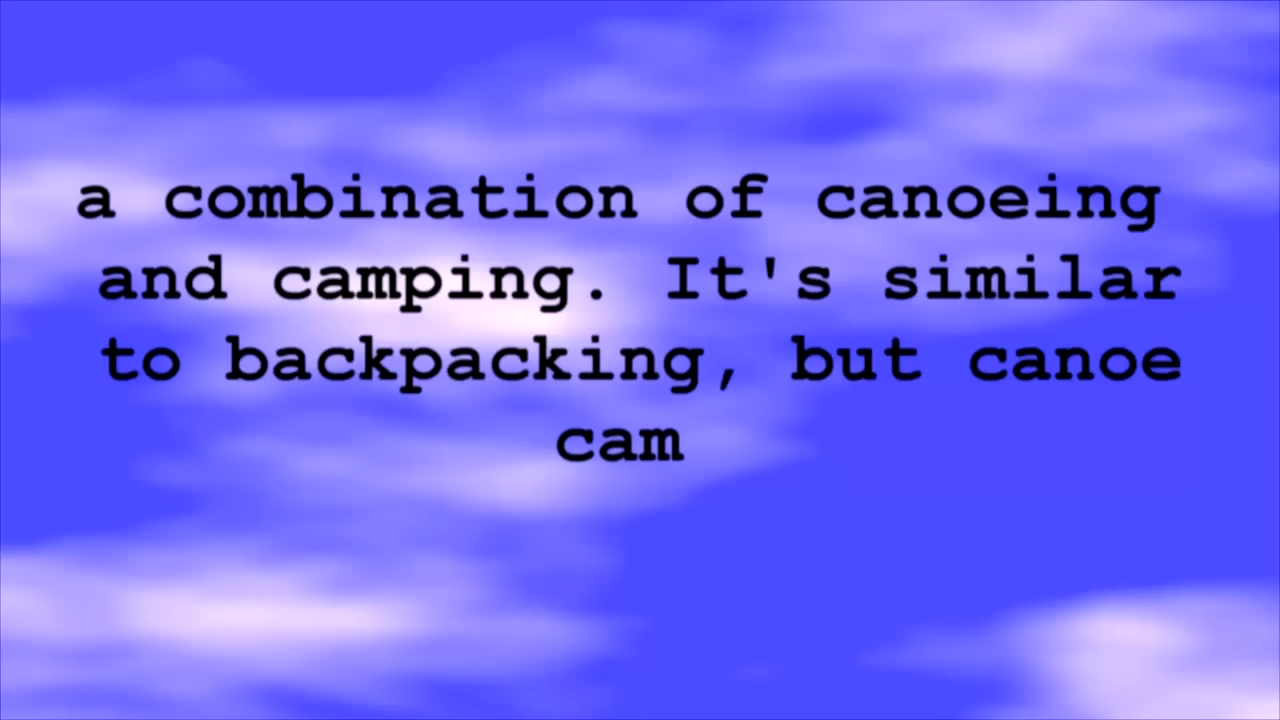 a combination of canoeing
and camping. It's similar
to backpacking, but canoe
cam